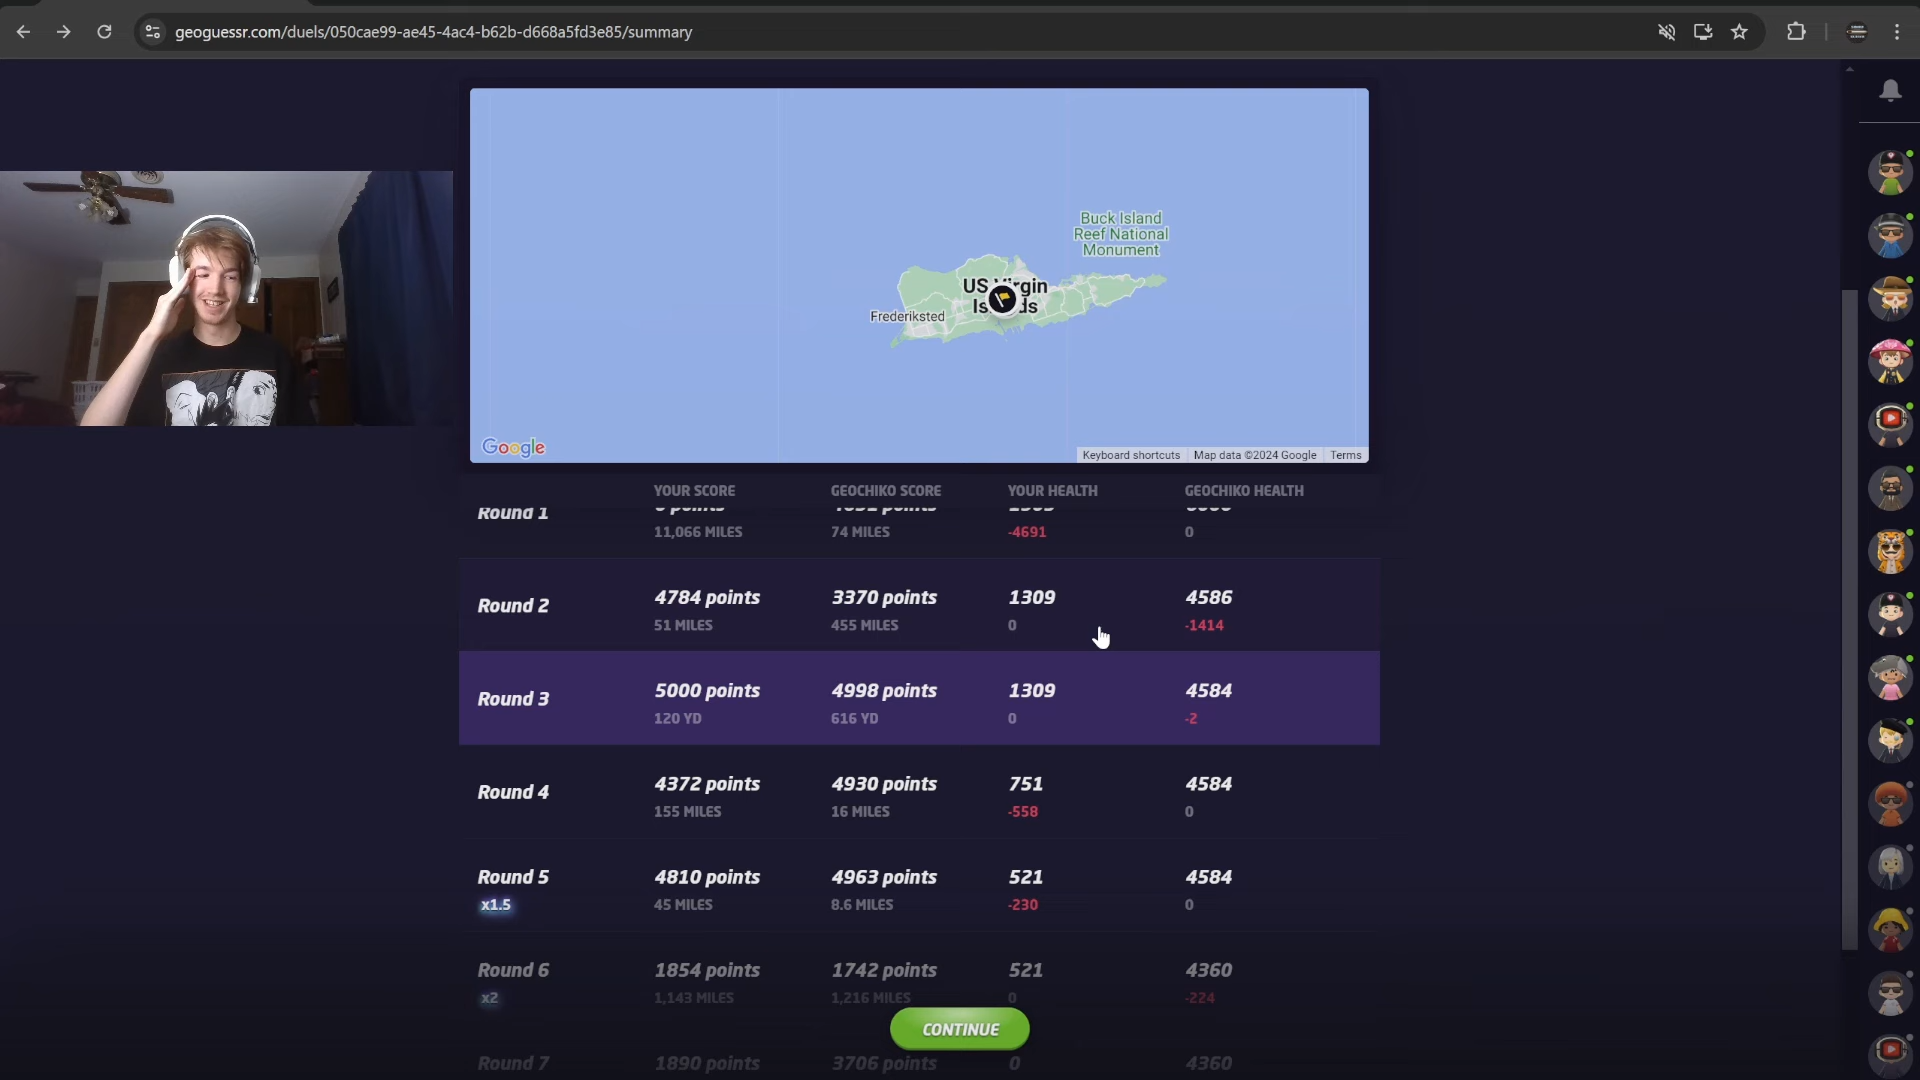 geoguessr.com/duels/050cae99-ae45-4ac4-b62b-d668a5fd3e85/summary
Buck Island
Reef National
Monument
US Virgin
Islands
Frederiksted
Google
Keyboard shortcuts Map data ©2024 Google Terms
YOUR SCORE GEOCHIKO SCORE YOUR HEALTH GEOCHIKO HEALTH
Round 1
11,066 MILES 74 MILES -4691 0
Round 2 4784 points 3370 points 1309 4586
51 MILES 455 MILES 0 -1414
Round 3 5000 points 4998 points 1309 4584
120 YD 616 YD 0 -2
Round 4 4372 points 4930 points 751 4584
155 MILES 16 MILES -558 0
Round 5 4810 points 4963 points 521 4584
x1.5 45 MILES 8.6 MILES -230 0
Round 6 1854 points 1742 points 521 4360
x2 1,143 MILES 1,216 MILES 0 -224
CONTINUE
Round 7 1890 points 3706 points 0 4360